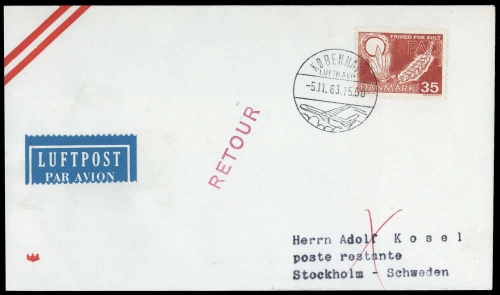 FRIHED FOR SULT
FAO
DANMARK 35
KØBENHAVN
LUFTHAVN
-5.11.63.15.50
RETOUR
LUFTPOST
PAR AVION
Herrn Adolf K o s e l
poste restante
Stockholm - Schweden